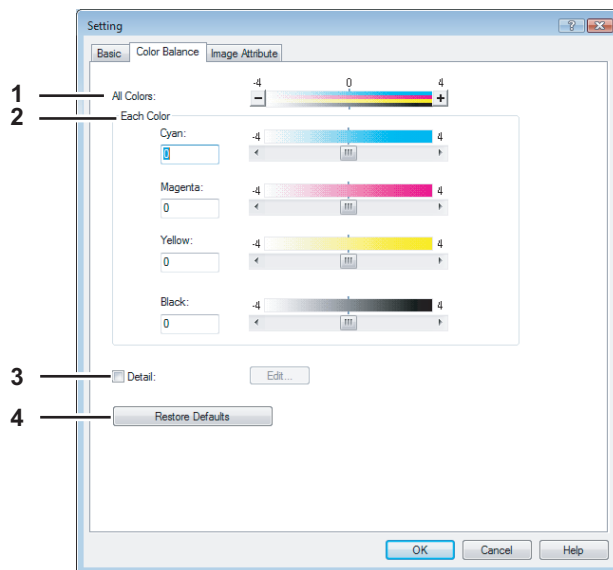 Setting
Basic Color Balance Image Attribute
-4 0 4
1 All Colors: − +
2 Each Color
Cyan: -4 4
0
Magenta: -4 4
0
Yellow: -4 4
0
Black: -4 4
0
3 Detail: Edit...
4 Restore Defaults
OK Cancel Help